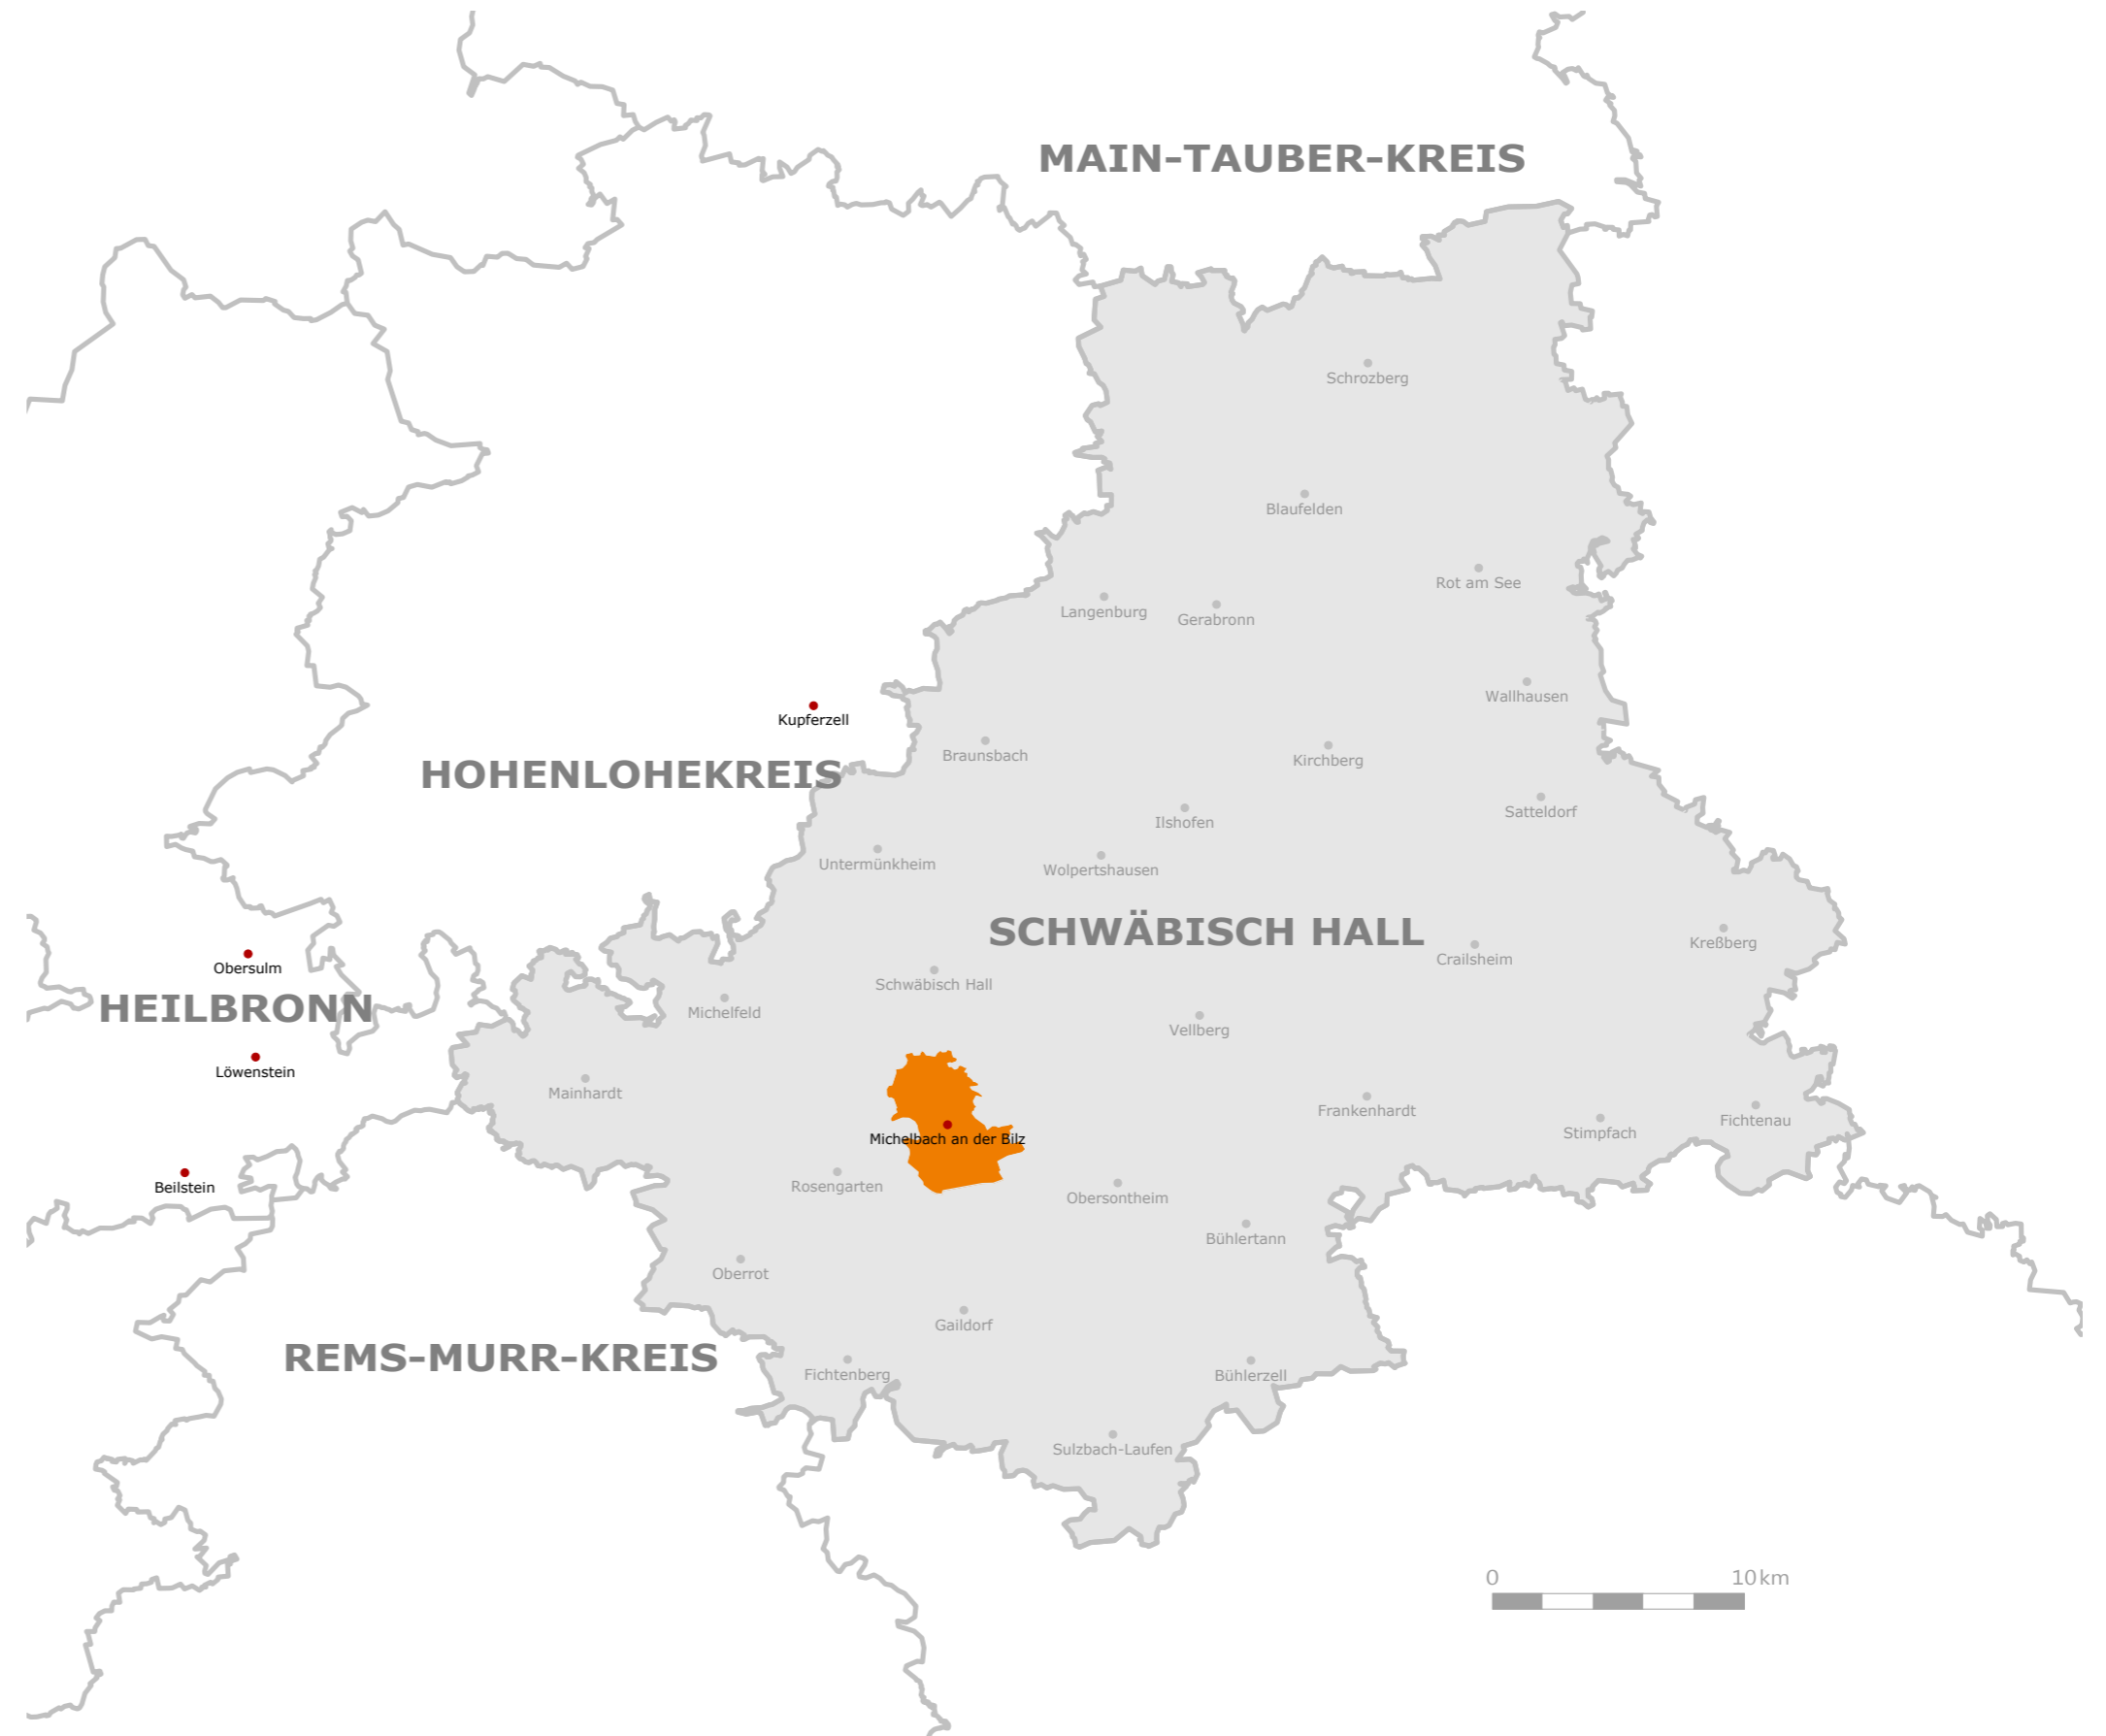 MAIN-TAUBER-KREIS
Schrozberg
Blaufelden
Rot am See
Langenburg
Gerabronn
Wallhausen
Kupferzell
Braunsbach
Kirchberg
HOHENLOHEKREIS
Satteldorf
Ilshofen
Untermünkheim
Wolpertshausen
SCHWÄBISCH HALL
Kreßberg
Crailsheim
Obersulm
Schwäbisch Hall
HEILBRONN
Michelfeld
Vellberg
Löwenstein
Mainhardt
Frankenhardt
Fichtenau
Stimpfach
Michelbach an der Bilz
Beilstein
Rosengarten
Obersontheim
Bühlertann
Oberrot
Gaildorf
REMS-MURR-KREIS
Fichtenberg
Bühlerzell
Sulzbach-Laufen
0 10 km